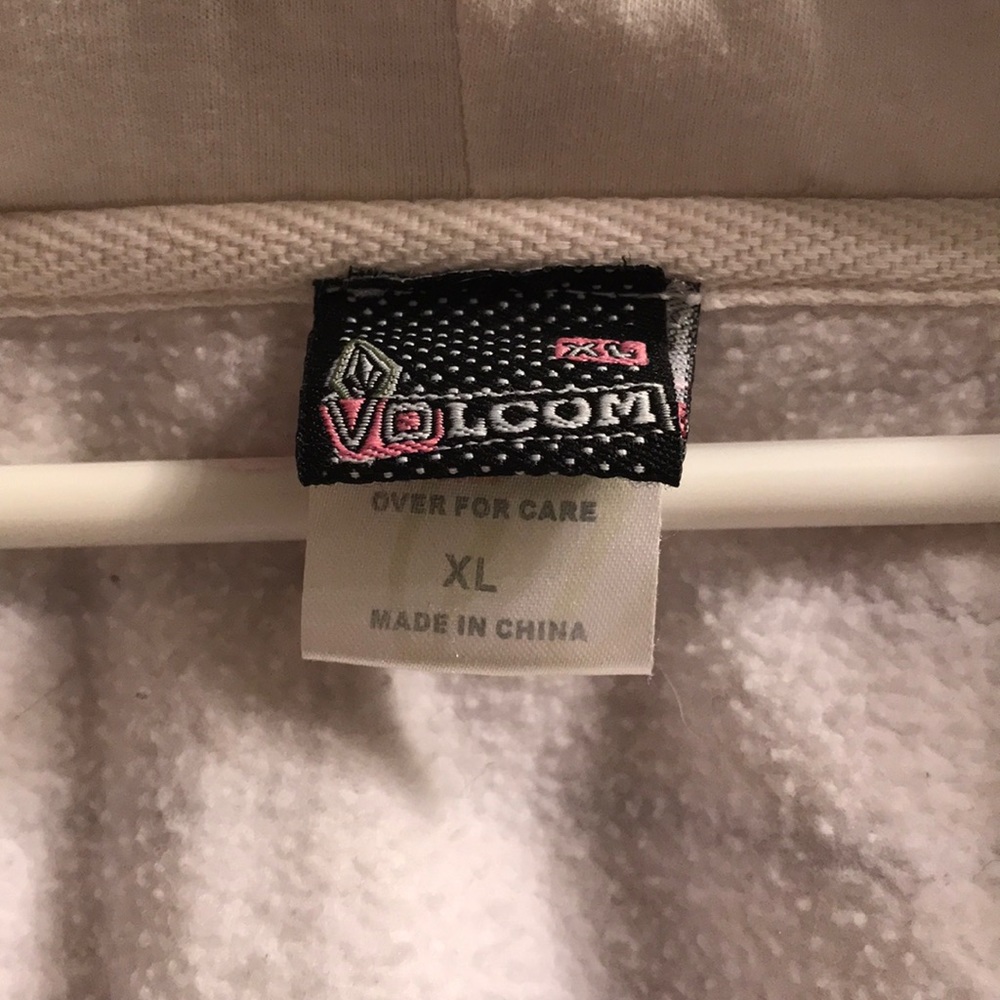 XL
VOLCOM
OVER FOR CARE
XL
MADE IN CHINA